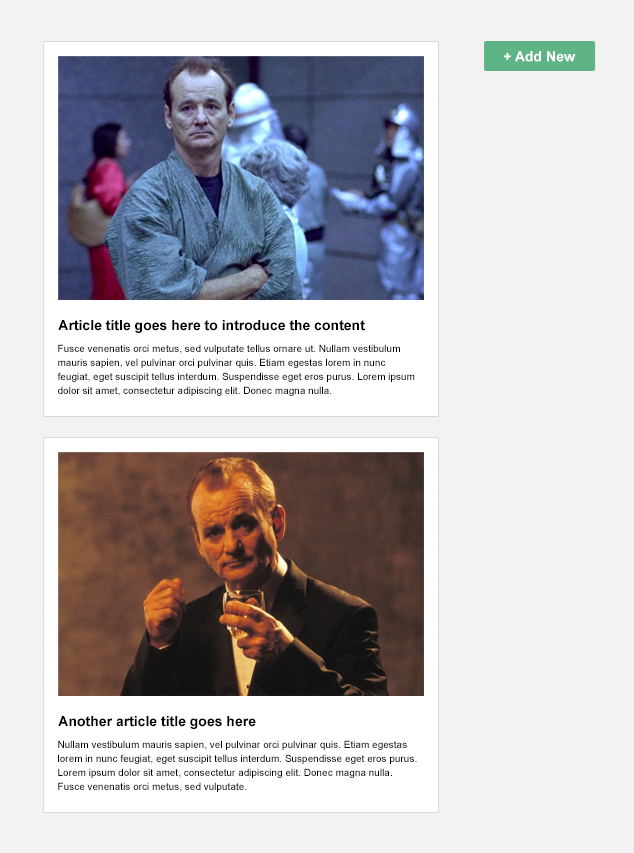 + Add New
Article title goes here to introduce the content
Fusce venenatis orci metus, sed vulputate tellus ornare ut. Nullam vestibulum
mauris sapien, vel pulvinar orci pulvinar quis. Etiam egestas lorem in nunc
feugiat, eget suscipit tellus interdum. Suspendisse eget eros purus. Lorem ipsum
dolor sit amet, consectetur adipiscing elit. Donec magna nulla.
Another article title goes here
Nullam vestibulum mauris sapien, vel pulvinar orci pulvinar quis. Etiam egestas
lorem in nunc feugiat, eget suscipit tellus interdum. Suspendisse eget eros purus.
Lorem ipsum dolor sit amet, consectetur adipiscing elit. Donec magna nulla.
Fusce venenatis orci metus, sed vulputate.